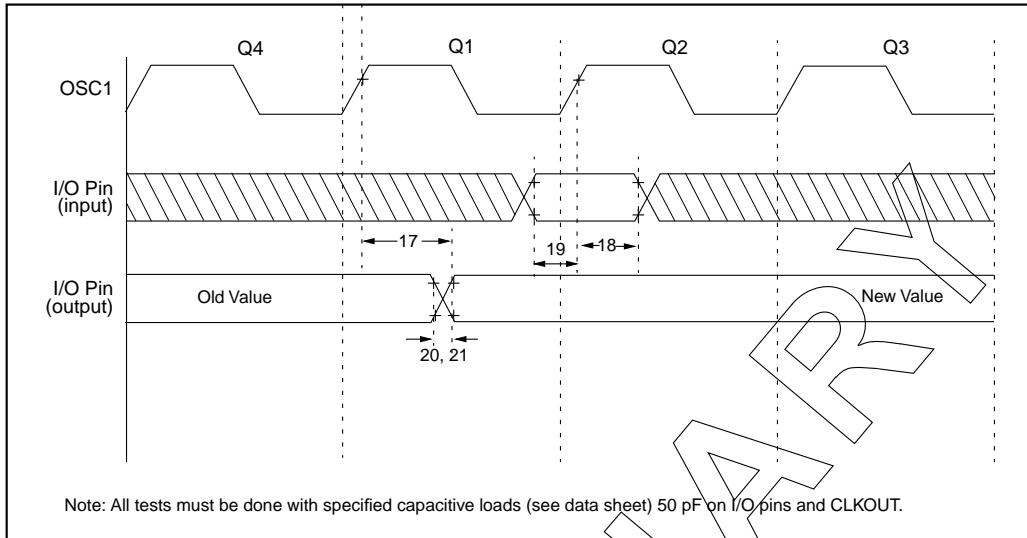 Q4 Q1 Q2 Q3
OSC1
I/O Pin
(input)
17
19
18
I/O Pin
(output)
Old Value
New Value
20, 21
Note: All tests must be done with specified capacitive loads (see data sheet) 50 pF on I/O pins and CLKOUT.
ARY